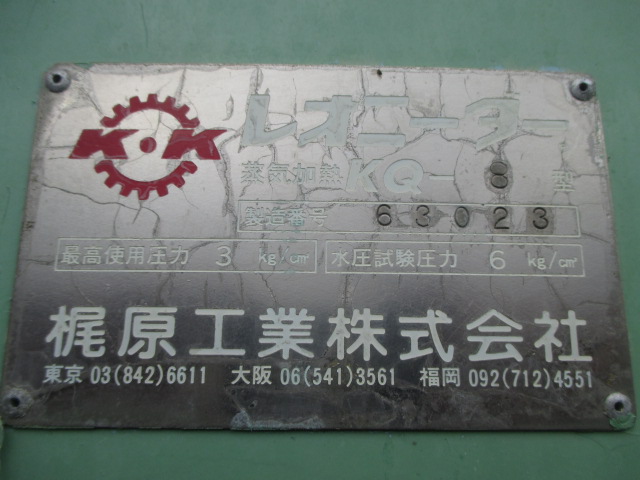 K・K
レオニーター
蒸気加熱 KQ-8 型
製造番号 63023
最高使用圧力 3 kg/cm² 水圧試験圧力 6 kg/cm²
梶原工業株式会社
東京 03(842)6611 大阪 06(541)3561 福岡 092(712)4551